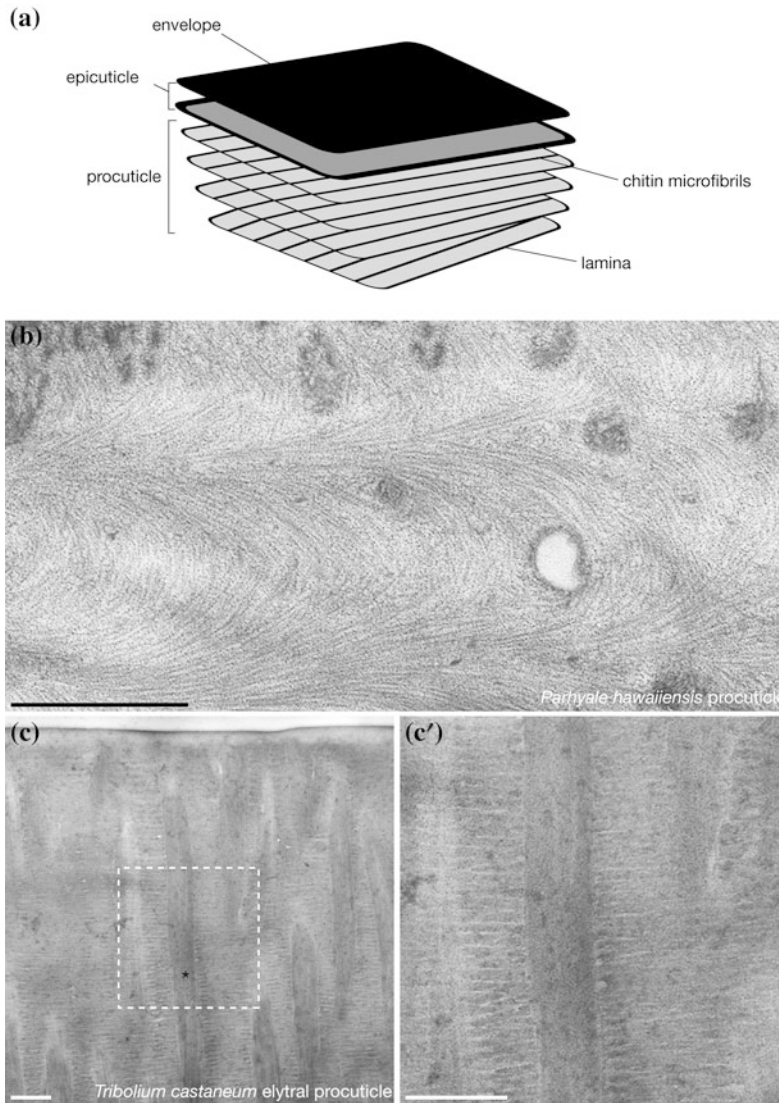 (a)
envelope
epicuticle
procuticle
chitin microfibrils
lamina
(b)
Parhyale hawaiiensis procuticle
(c)
Tribolium castaneum elytral procuticle
(c′)